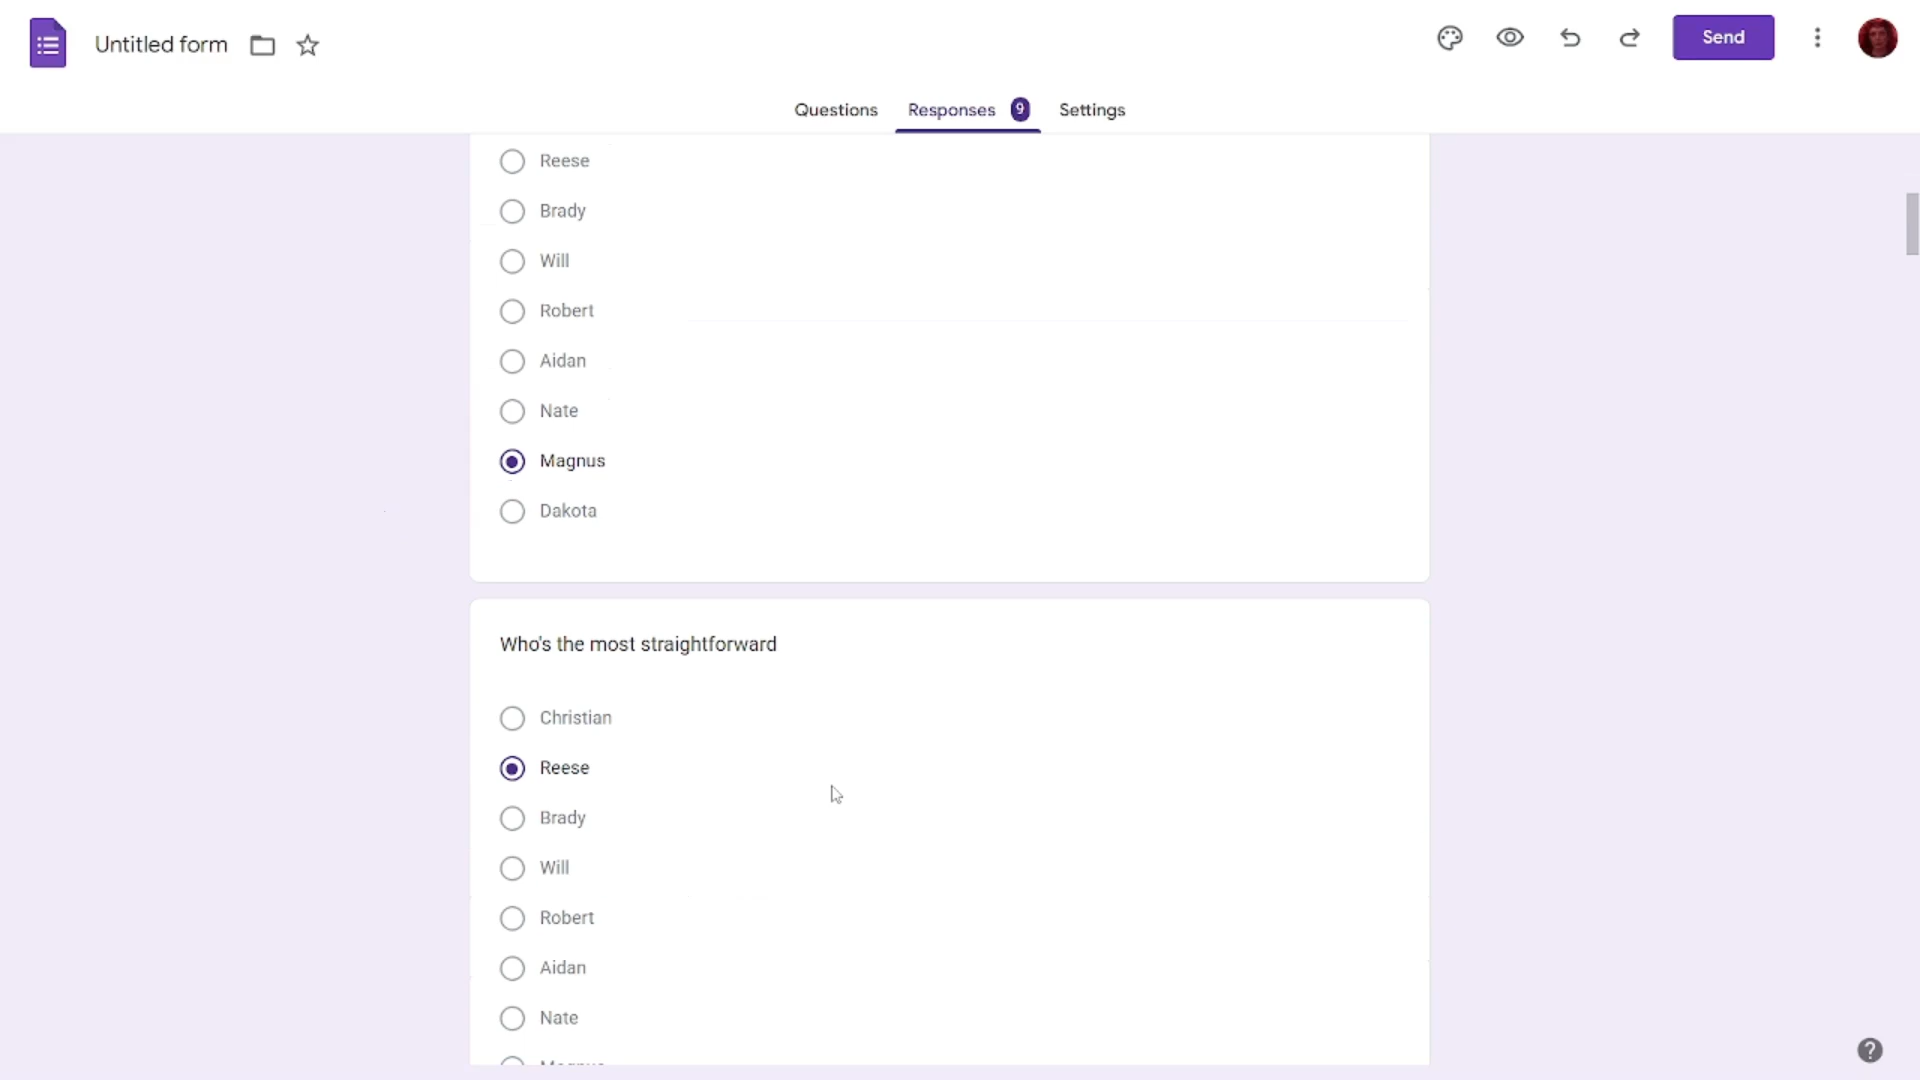 Untitled form
Send
Questions
Responses 9
Settings
Reese
Brady
Will
Robert
Aidan
Nate
Magnus
Dakota
Who's the most straightforward
Christian
Reese
Brady
Will
Robert
Aidan
Nate